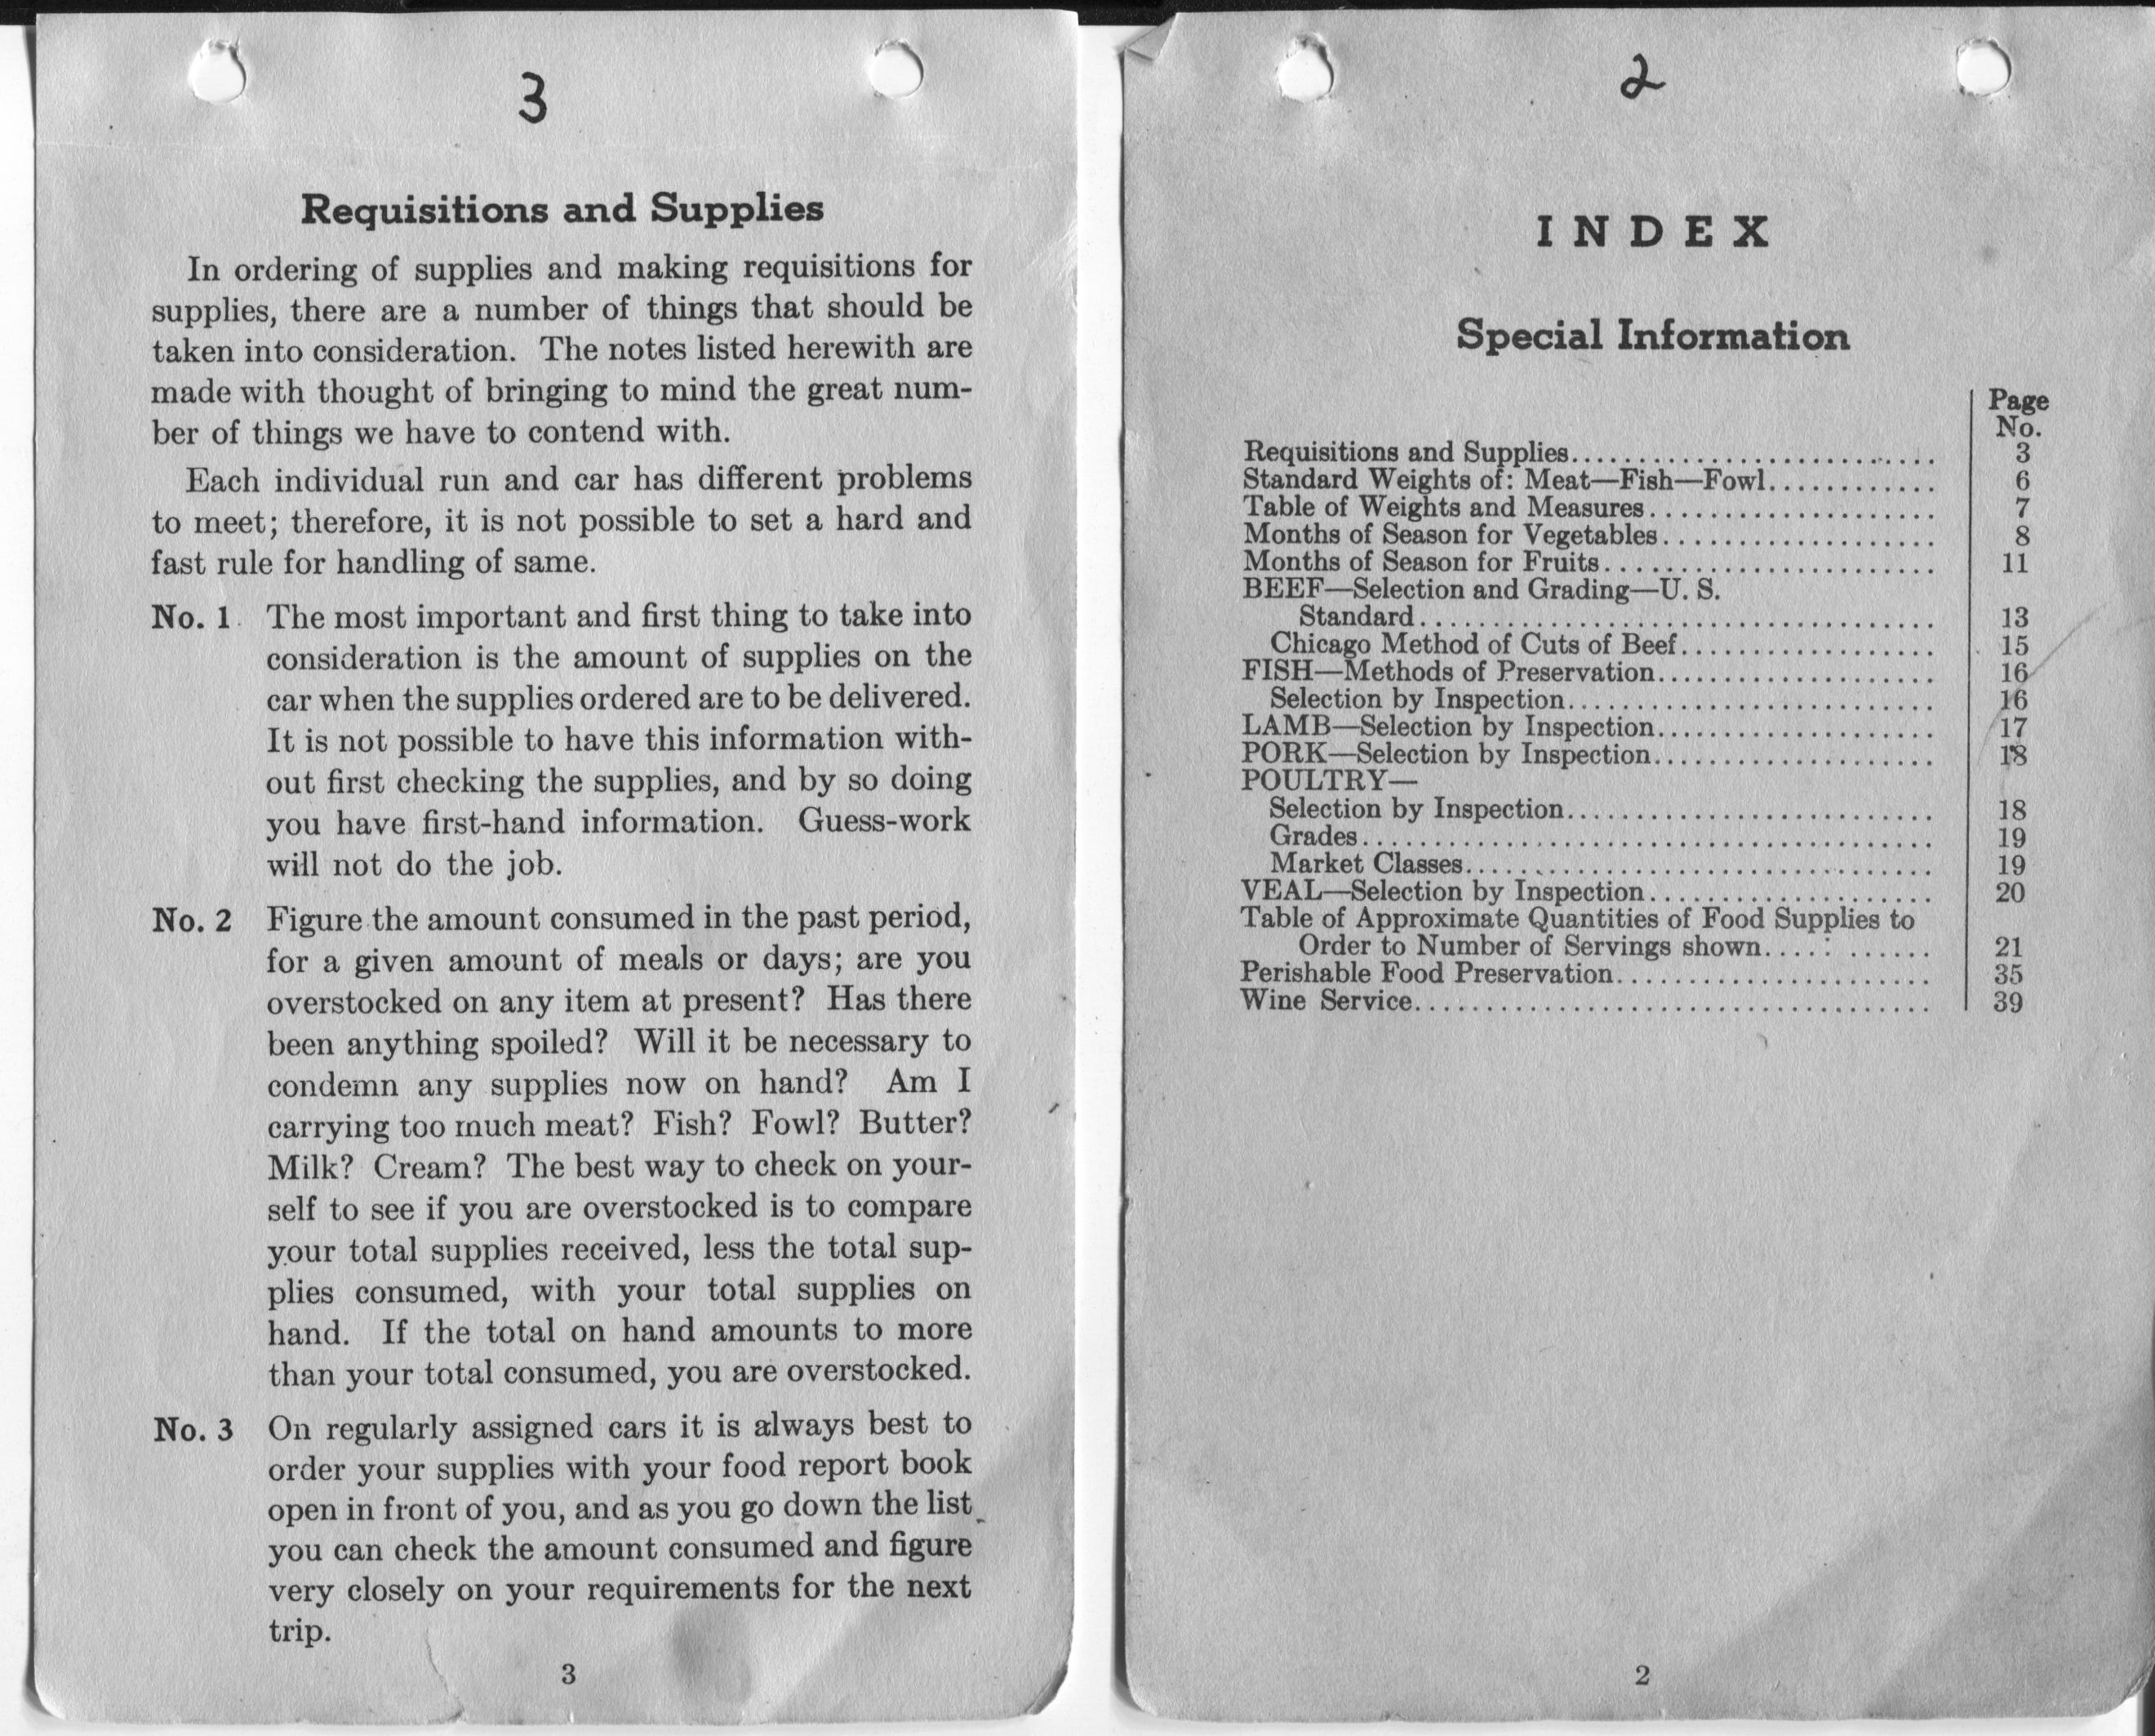 3
Requisitions and Supplies
In ordering of supplies and making requisitions for
supplies, there are a number of things that should be
taken into consideration. The notes listed herewith are
made with thought of bringing to mind the great num-
ber of things we have to contend with.
Each individual run and car has different problems
to meet; therefore, it is not possible to set a hard and
fast rule for handling of same.
No. 1 The most important and first thing to take into
consideration is the amount of supplies on the
car when the supplies ordered are to be delivered.
It is not possible to have this information with-
out first checking the supplies, and by so doing
you have first-hand information. Guess-work
will not do the job.
No. 2 Figure the amount consumed in the past period,
for a given amount of meals or days; are you
overstocked on any item at present? Has there
been anything spoiled? Will it be necessary to
condemn any supplies now on hand? Am I
carrying too much meat? Fish? Fowl? Butter?
Milk? Cream? The best way to check on your-
self to see if you are overstocked is to compare
your total supplies received, less the total sup-
plies consumed, with your total supplies on
hand. If the total on hand amounts to more
than your total consumed, you are overstocked.
No. 3 On regularly assigned cars it is always best to
order your supplies with your food report book
open in front of you, and as you go down the list
you can check the amount consumed and figure
very closely on your requirements for the next
trip.
3
2
INDEX
Special Information
Page
No.
Requisitions and Supplies.......................... 3
Standard Weights of: Meat—Fish—Fowl............ 6
Table of Weights and Measures.................... 7
Months of Season for Vegetables................... 8
Months of Season for Fruits....................... 11
BEEF—Selection and Grading—U. S.
Standard.................................... 13
Chicago Method of Cuts of Beef.................. 15
FISH—Methods of Preservation................... 16
Selection by Inspection.......................... 16
LAMB—Selection by Inspection.................... 17
PORK—Selection by Inspection.................... 18
POULTRY—
Selection by Inspection.......................... 18
Grades........................................ 19
Market Classes................................. 19
VEAL—Selection by Inspection.................... 20
Table of Approximate Quantities of Food Supplies to
Order to Number of Servings shown........... 21
Perishable Food Preservation...................... 35
Wine Service.................................... 39
2